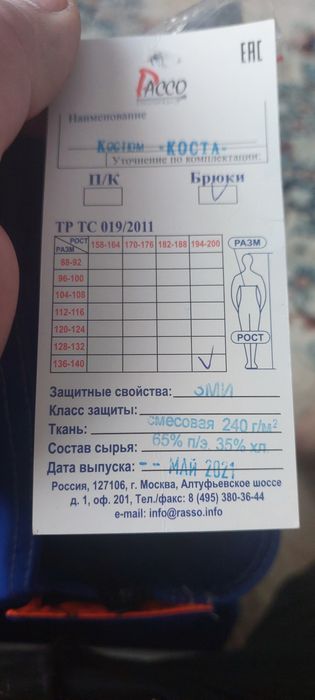 ЕАС
РАССО
Наименование
Костюм "КОСТА"
Уточнение по комплектации:
П/К Брюки
ТР ТС 019/2011
РОСТ РАЗМ 158-164 170-176 182-188 194-200
88-92
96-100
104-108
112-116
120-124
128-132
136-140
РАЗМ
РОСТ
Защитные свойства: ЗМИ
Класс защиты:
Ткань: смесовая 240 г/м²
Состав сырья: 65% п/э, 35% хл
Дата выпуска: -- МАЙ 2021
Россия, 127106, г. Москва, Алтуфьевское шоссе
д. 1, оф. 201, Тел./факс: 8 (495) 380-36-44
e-mail: info@rasso.info